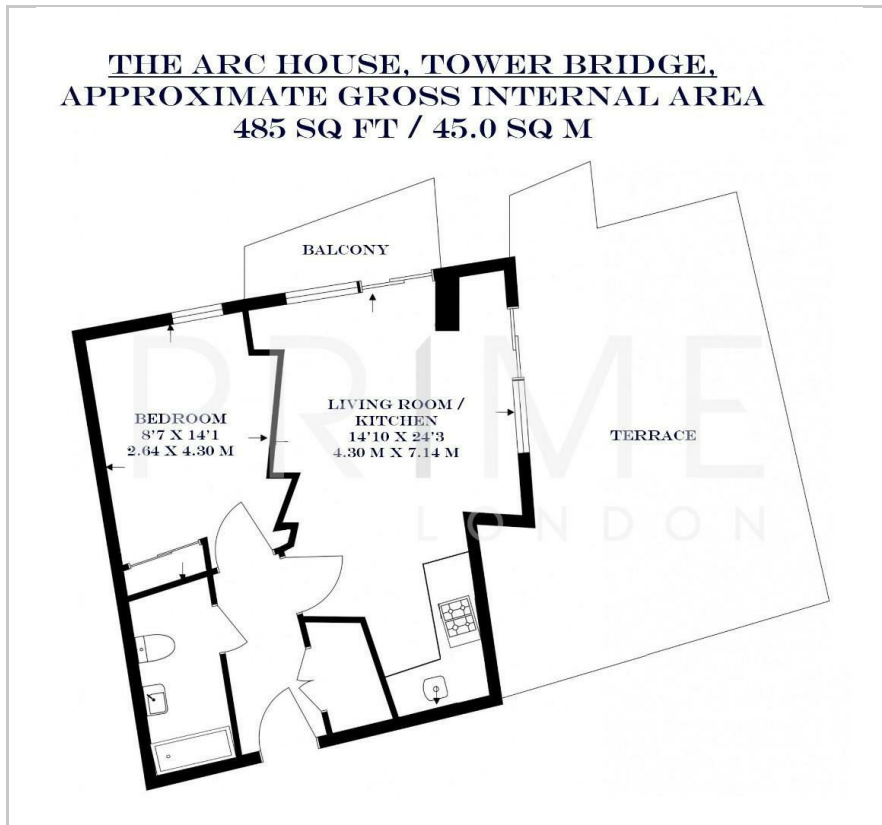 THE ARC HOUSE, TOWER BRIDGE,
APPROXIMATE GROSS INTERNAL AREA
485 SQ FT / 45.0 SQ M
BALCONY
BEDROOM
8'7 X 14'1
2.64 X 4.30 M
LIVING ROOM /
KITCHEN
14'10 X 24'3
4.30 M X 7.14 M
TERRACE
PRIME
LONDON